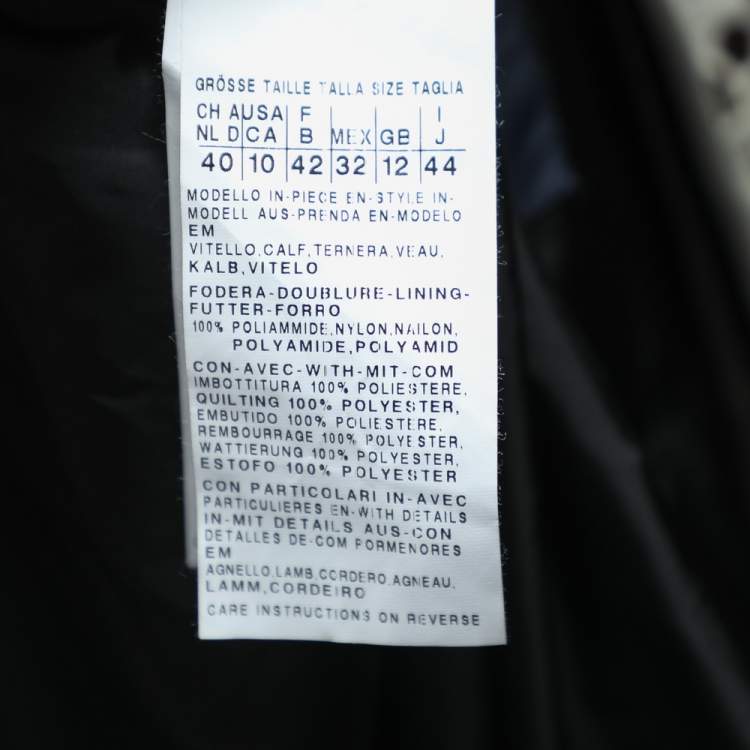 GRÖSSE TAILLE TALLA SIZE TAGLIA
CH A USA F I
NL D CA B MEX GB J
40 10 42 32 12 44
MODELLO IN-PIECE EN-STYLE IN-
MODELL AUS-PRENDA EN-MODELO
EM
VITELLO,CALF,TERNERA,VEAU,
KALB,VITELO
FODERA-DOUBLURE-LINING-
FUTTER-FORRO
100% POLIAMMIDE,NYLON,NAILON,
POLYAMIDE,POLYAMID
CON-AVEC-WITH-MIT-COM
IMBOTTITURA 100% POLIESTERE,
QUILTING 100% POLYESTER,
EMBUTIDO 100% POLIESTERE,
REMBOURRAGE 100% POLYESTER,
WATTIERUNG 100% POLYESTER,
ESTOFO 100% POLYESTER
CON PARTICOLARI IN-AVEC
PARTICULIERES EN-WITH DETAILS
IN-MIT DETAILS AUS-CON
DETALLES DE-COM PORMENORES
EM
AGNELLO,LAMB,CORDERO,AGNEAU,
LAMM,CORDEIRO
CARE INSTRUCTIONS ON REVERSE